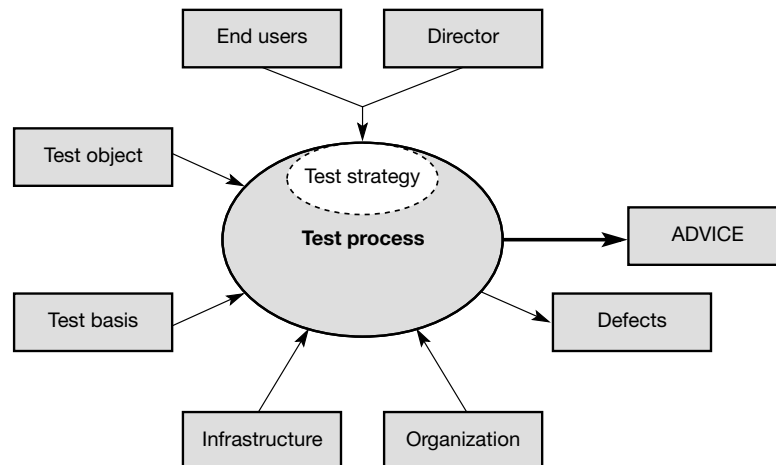 End users
Director
Test object
Test strategy
Test process
ADVICE
Test basis
Defects
Infrastructure
Organization